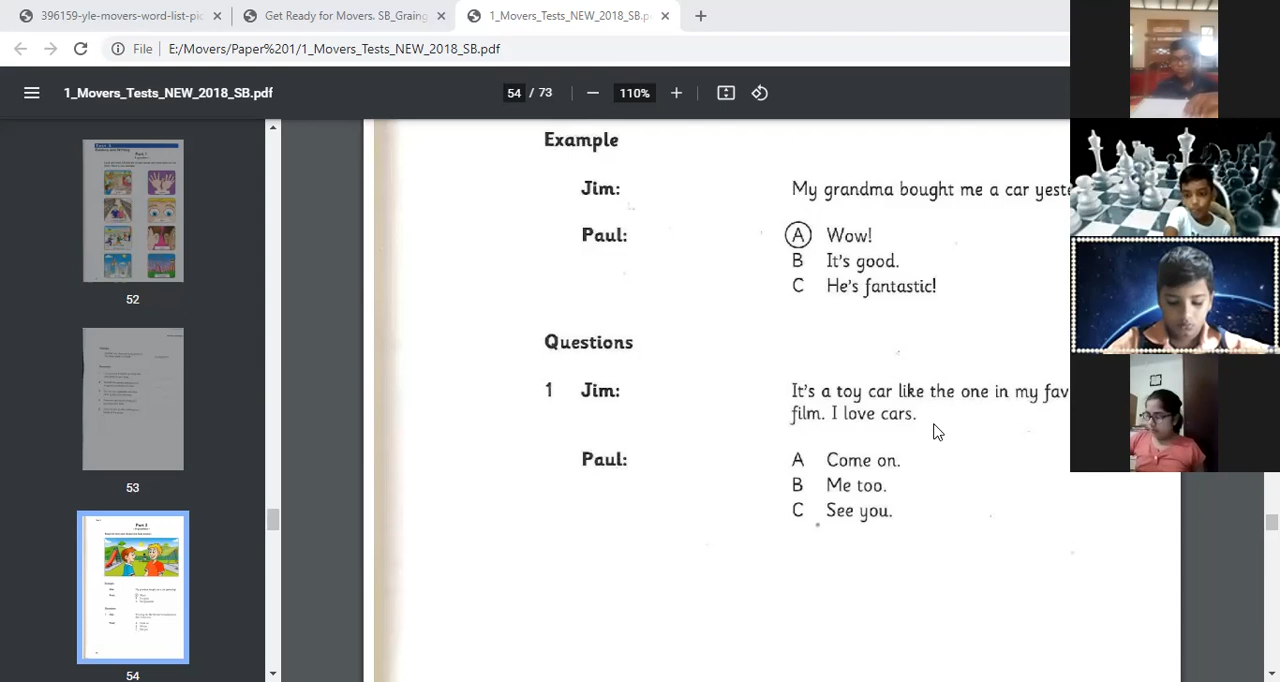 396159-yle-movers-word-list-pic
Get Ready for Movers. SB_Graing
1_Movers_Tests_NEW_2018_SB.p
File
E:/Movers/Paper%201/1_Movers_Tests_NEW_2018_SB.pdf
1_Movers_Tests_NEW_2018_SB.pdf
54 / 73
110%
52
53
54
Example
Jim: My grandma bought me a car yeste
Paul: A Wow!
B It's good.
C He's fantastic!
Questions
1 Jim: It's a toy car like the one in my fav
film. I love cars.
Paul: A Come on.
B Me too.
C See you.